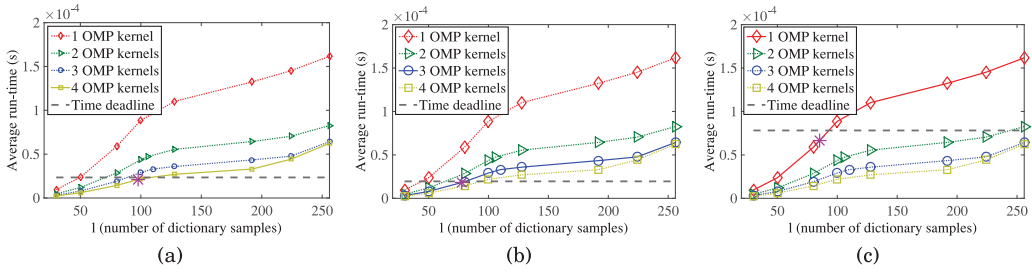 ×10⁻⁴
2
1.5
1
0.5
0
50
100
150
200
250
Average run-time (s)
l (number of dictionary samples)
1 OMP kernel
2 OMP kernels
3 OMP kernels
4 OMP kernels
Time deadline
(a)
×10⁻⁴
2
1.5
1
0.5
0
50
100
150
200
250
Average run-time (s)
l (number of dictionary samples)
1 OMP kernel
2 OMP kernels
3 OMP kernels
4 OMP kernels
Time deadline
(b)
×10⁻⁴
2
1.5
1
0.5
0
50
100
150
200
250
Average run-time (s)
l (number of dictionary samples)
1 OMP kernel
2 OMP kernels
3 OMP kernels
4 OMP kernels
Time deadline
(c)